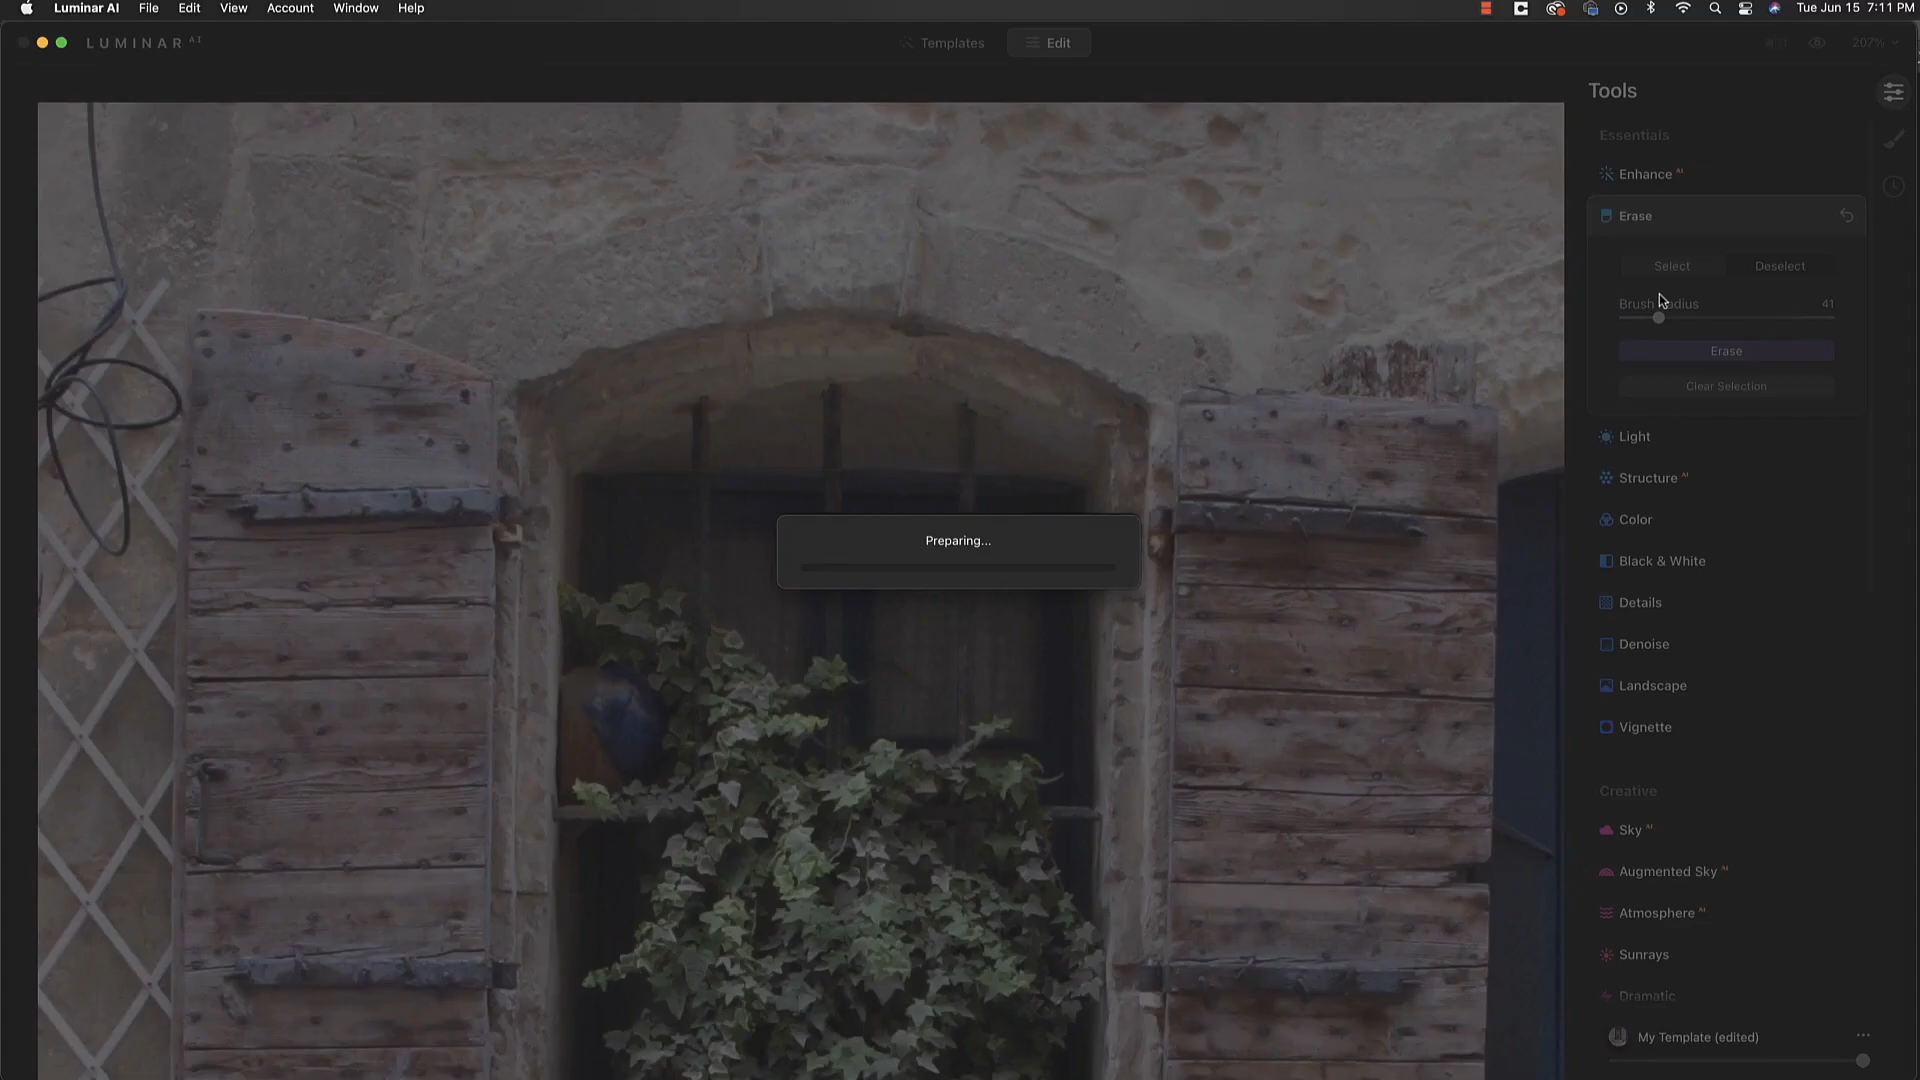 Luminar AI File Edit View Account Window Help Tue Jun 15 7:11 PM
LUMINAR AI Templates Edit 207%
Tools
Essentials
Enhance AI
Erase
Select Deselect
Brush 41
Erase
Clear Selection
Light
Structure AI
Color
Black & White
Details
Denoise
Landscape
Vignette
Creative
Sky AI
Augmented Sky AI
Atmosphere AI
Sunrays
Dramatic
My Template (edited)
Preparing...